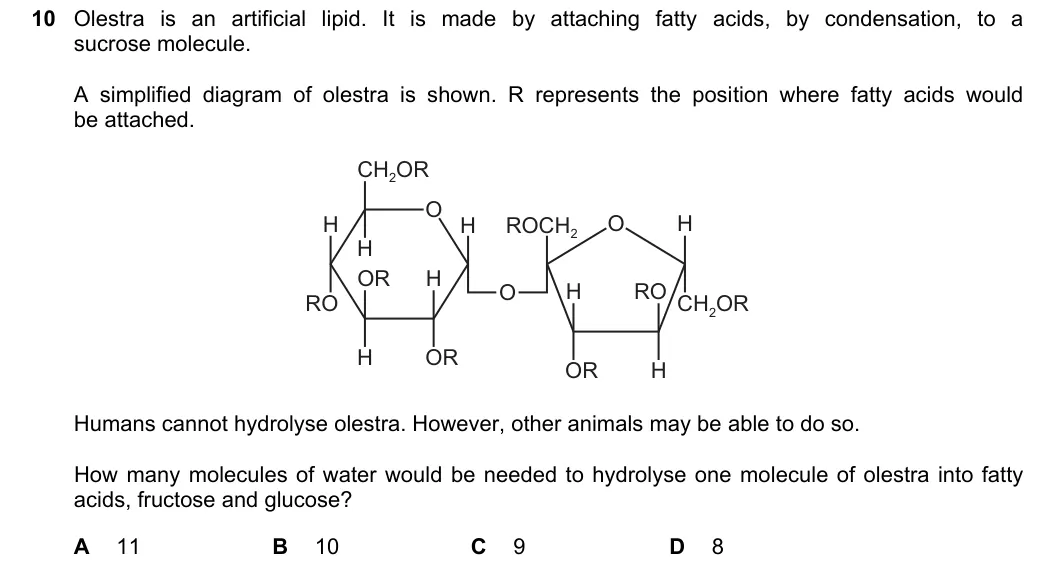 10 Olestra is an artificial lipid. It is made by attaching fatty acids, by condensation, to a
sucrose molecule.
A simplified diagram of olestra is shown. R represents the position where fatty acids would
be attached.
CH₂OR
O
H
H
ROCH₂
O
H
H
OR
H
RO
O
H
RO
CH₂OR
H
OR
OR
H
Humans cannot hydrolyse olestra. However, other animals may be able to do so.
How many molecules of water would be needed to hydrolyse one molecule of olestra into fatty
acids, fructose and glucose?
A 11 B 10 C 9 D 8